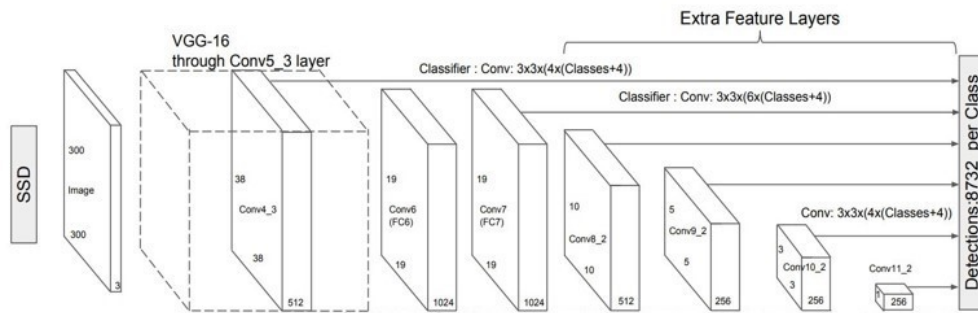 Extra Feature Layers
VGG-16
through Conv5_3 layer
Classifier : Conv: 3x3x(4x(Classes+4))
Classifier : Conv: 3x3x(6x(Classes+4))
SSD
300
Image
300
3
38
Conv4_3
38
512
19
Conv6
(FC6)
19
1024
19
Conv7
(FC7)
19
1024
10
Conv8_2
10
512
5
Conv9_2
5
256
Conv: 3x3x(4x(Classes+4))
3
Conv10_2
3
256
Conv11_2
1
256
Detections:8732 per Class